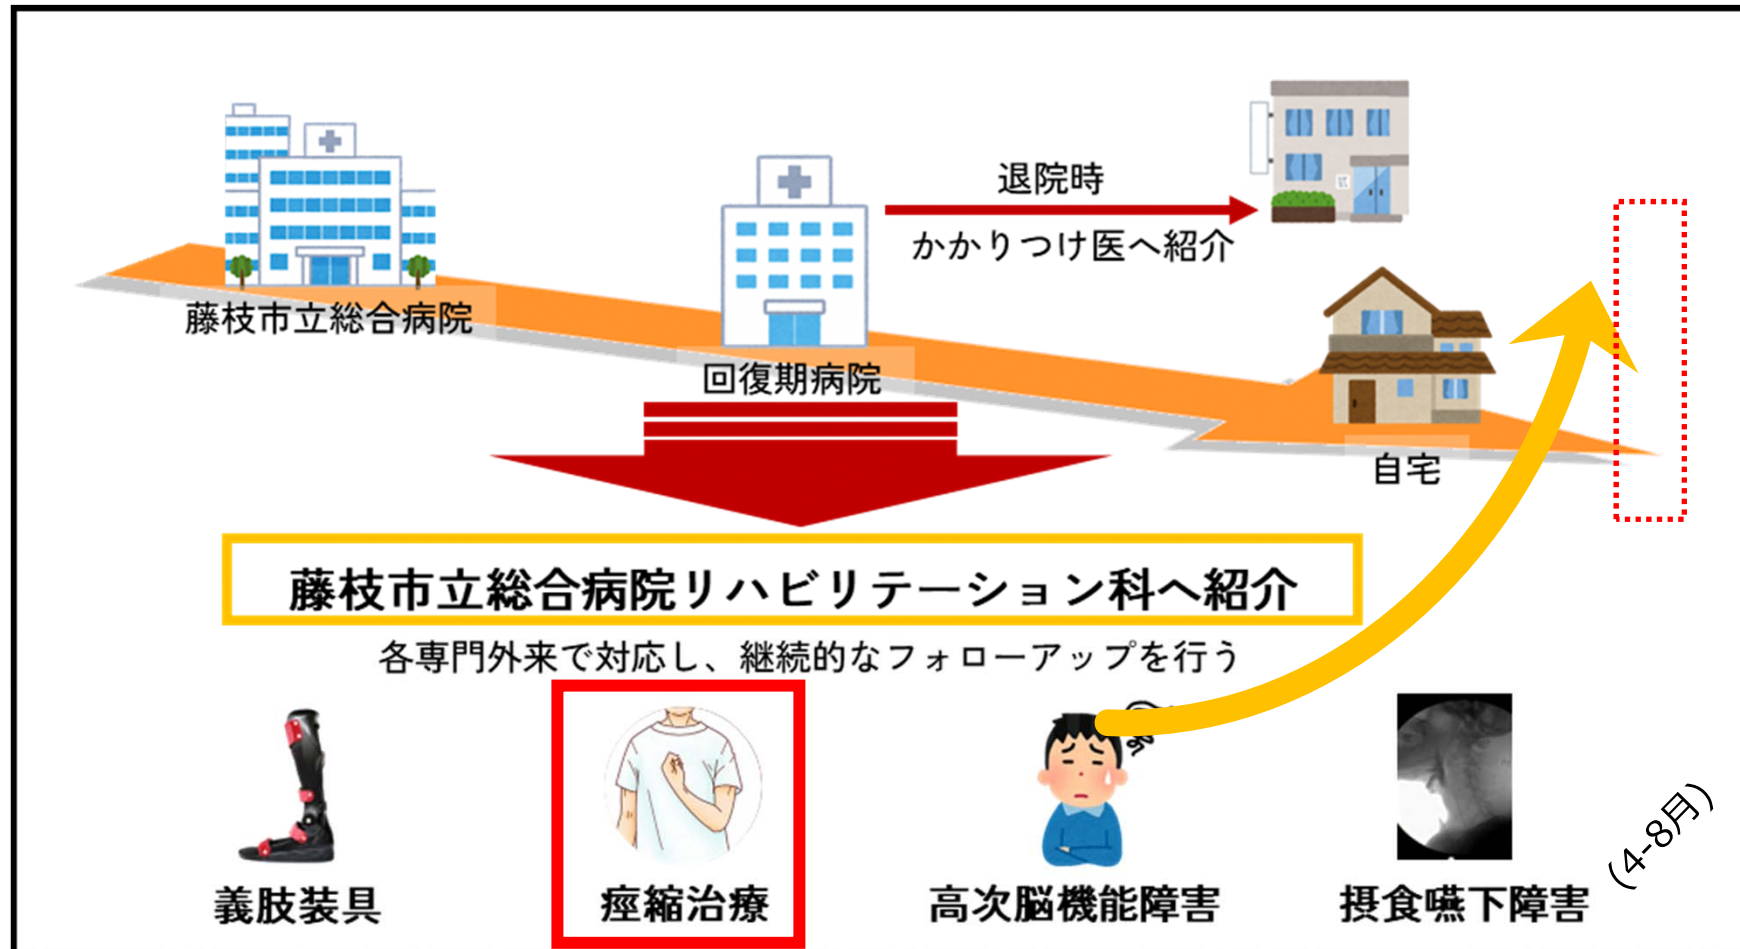 退院時
かかりつけ医へ紹介
藤枝市立総合病院
回復期病院
自宅
藤枝市立総合病院リハビリテーション科へ紹介
各専門外来で対応し、継続的なフォローアップを行う
義肢装具
痙縮治療
高次脳機能障害
摂食嚥下障害
(4-8月)